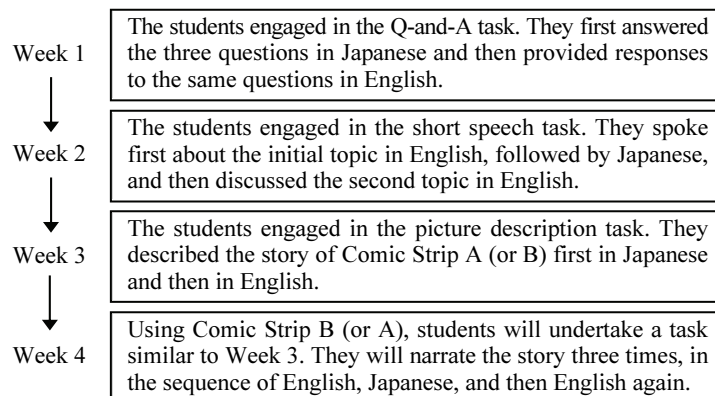 The students engaged in the Q-and-A task. They first answered
Week 1
the three questions in Japanese and then provided responses
to the same questions in English.
The students engaged in the short speech task. They spoke
Week 2
first about the initial topic in English, followed by Japanese,
and then discussed the second topic in English.
The students engaged in the picture description task. They
Week 3
described the story of Comic Strip A (or B) first in Japanese
and then in English.
Using Comic Strip B (or A), students will undertake a task
Week 4
similar to Week 3. They will narrate the story three times, in
the sequence of English, Japanese, and then English again.